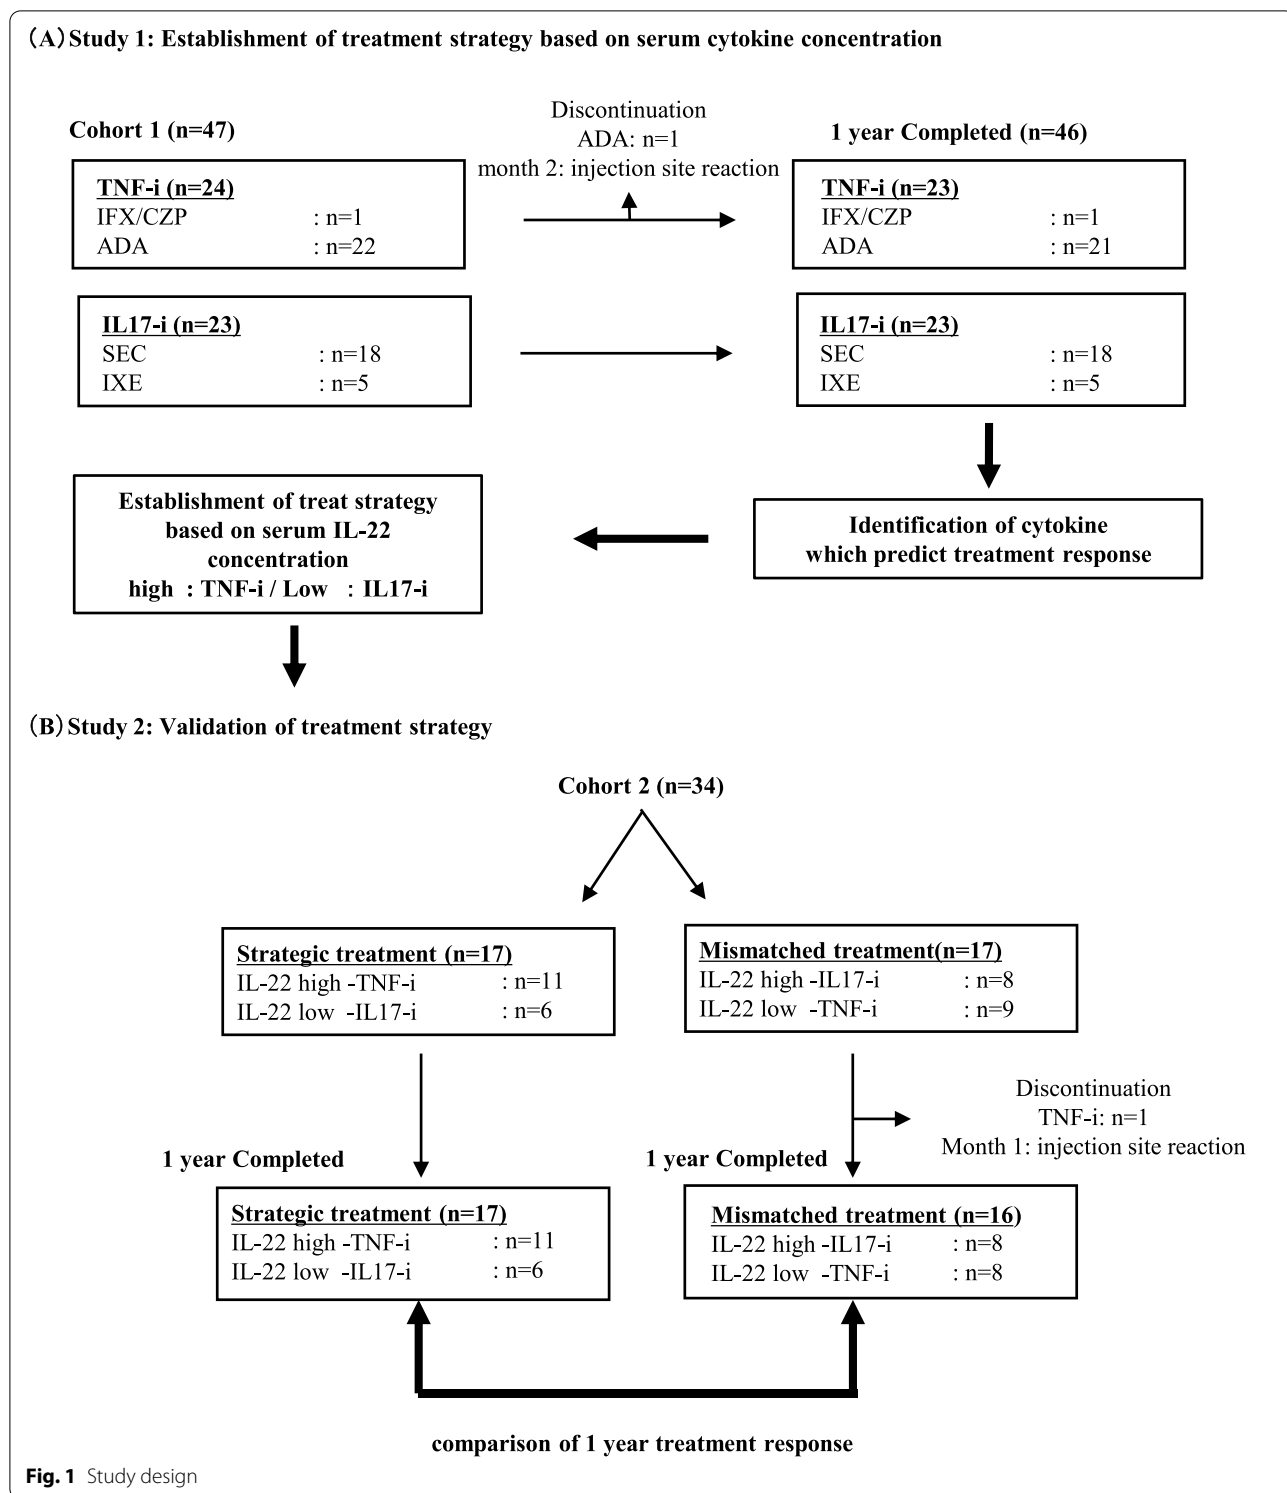 (A) Study 1: Establishment of treatment strategy based on serum cytokine concentration
Cohort 1 (n=47)
Discontinuation
ADA: n=1
month 2: injection site reaction
1 year Completed (n=46)
TNF-i (n=24)
IFX/CZP : n=1
ADA : n=22
TNF-i (n=23)
IFX/CZP : n=1
ADA : n=21
IL17-i (n=23)
SEC : n=18
IXE : n=5
IL17-i (n=23)
SEC : n=18
IXE : n=5
Identification of cytokine
which predict treatment response
Establishment of treat strategy
based on serum IL-22
concentration
high : TNF-i / Low : IL17-i
(B) Study 2: Validation of treatment strategy
Cohort 2 (n=34)
Strategic treatment (n=17)
IL-22 high -TNF-i : n=11
IL-22 low -IL17-i : n=6
Mismatched treatment(n=17)
IL-22 high -IL17-i : n=8
IL-22 low -TNF-i : n=9
Discontinuation
TNF-i: n=1
Month 1: injection site reaction
1 year Completed
Strategic treatment (n=17)
IL-22 high -TNF-i : n=11
IL-22 low -IL17-i : n=6
1 year Completed
Mismatched treatment (n=16)
IL-22 high -IL17-i : n=8
IL-22 low -TNF-i : n=8
comparison of 1 year treatment response
Fig. 1 Study design